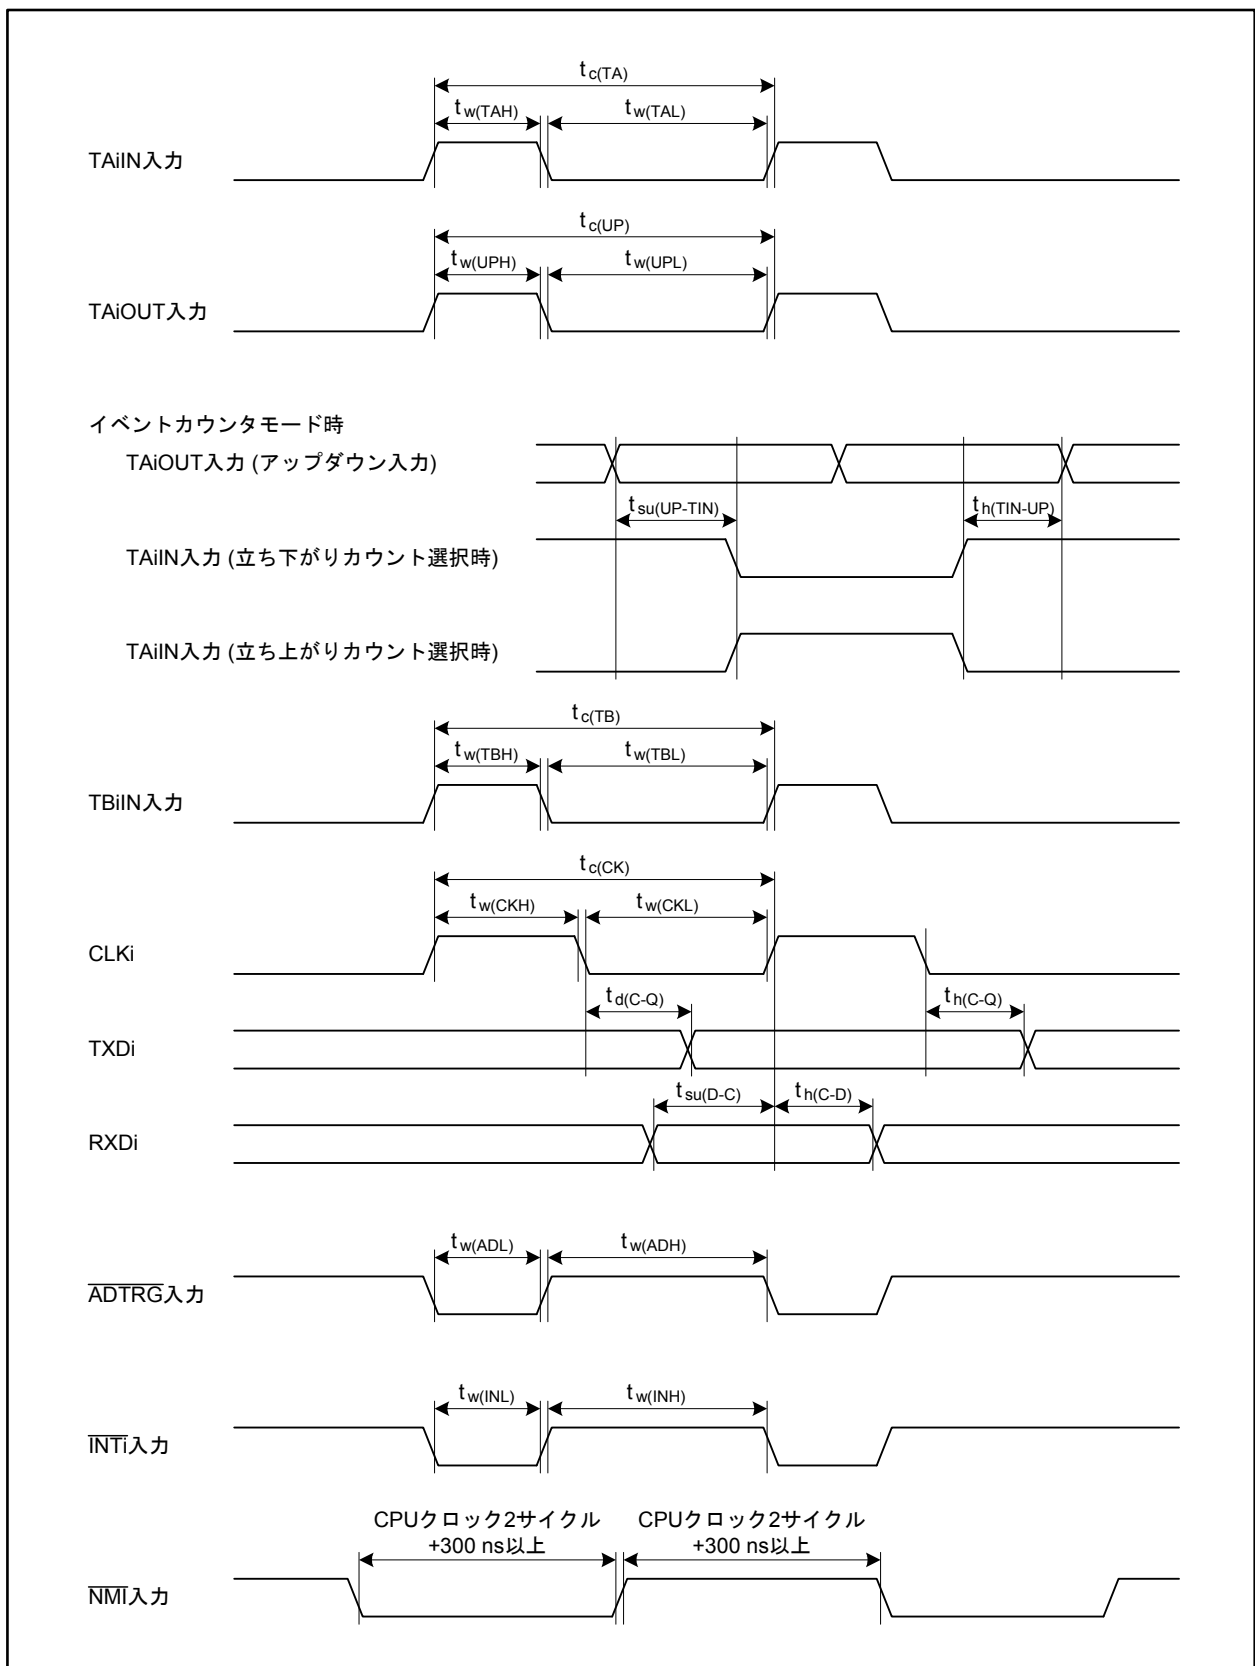 tc(TA)
tw(TAH) tw(TAL)
TAiIN入力
tc(UP)
tw(UPH) tw(UPL)
TAiOUT入力
イベントカウンタモード時
TAiOUT入力 (アップダウン入力)
tsu(UP-TIN) th(TIN-UP)
TAiIN入力 (立ち下がりカウント選択時)
TAiIN入力 (立ち上がりカウント選択時)
tc(TB)
tw(TBH) tw(TBL)
TBiIN入力
tc(CK)
tw(CKH) tw(CKL)
CLKi
td(C-Q) th(C-Q)
TXDi
tsu(D-C) th(C-D)
RXDi
tw(ADL) tw(ADH)
ADTRG入力
tw(INL) tw(INH)
INTi入力
CPUクロック2サイクル CPUクロック2サイクル
+300 ns以上 +300 ns以上
NMI入力